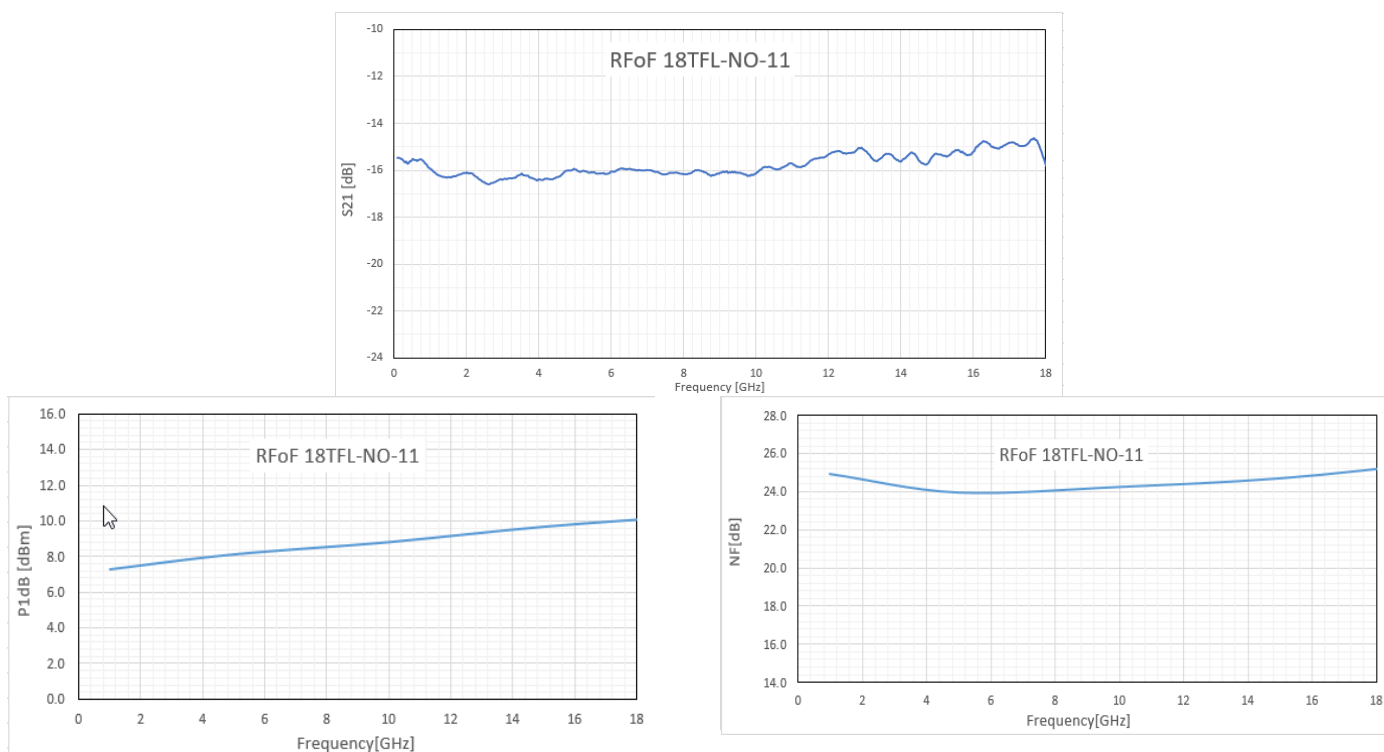 RFoF 18TFL-NO-11
S21 [dB]
-10
-12
-14
-16
-18
-20
-22
-24
0 2 4 6 8 10 12 14 16 18
Frequency [GHz]
RFoF 18TFL-NO-11
P1dB [dBm]
16.0
14.0
12.0
10.0
8.0
6.0
4.0
2.0
0.0
0 2 4 6 8 10 12 14 16 18
Frequency[GHz]
RFoF 18TFL-NO-11
NF[dB]
28.0
26.0
24.0
22.0
20.0
18.0
16.0
14.0
0 2 4 6 8 10 12 14 16 18
Frequency[GHz]